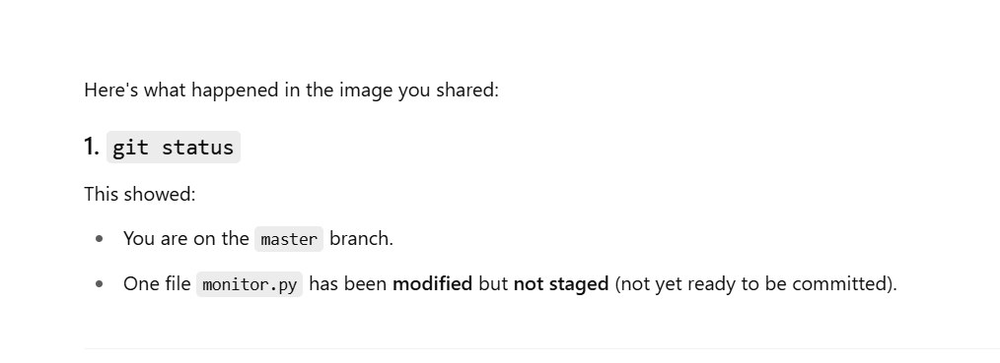 Here's what happened in the image you shared:
1. git status
This showed:
• You are on the master branch.
• One file monitor.py has been modified but not staged (not yet ready to be committed).